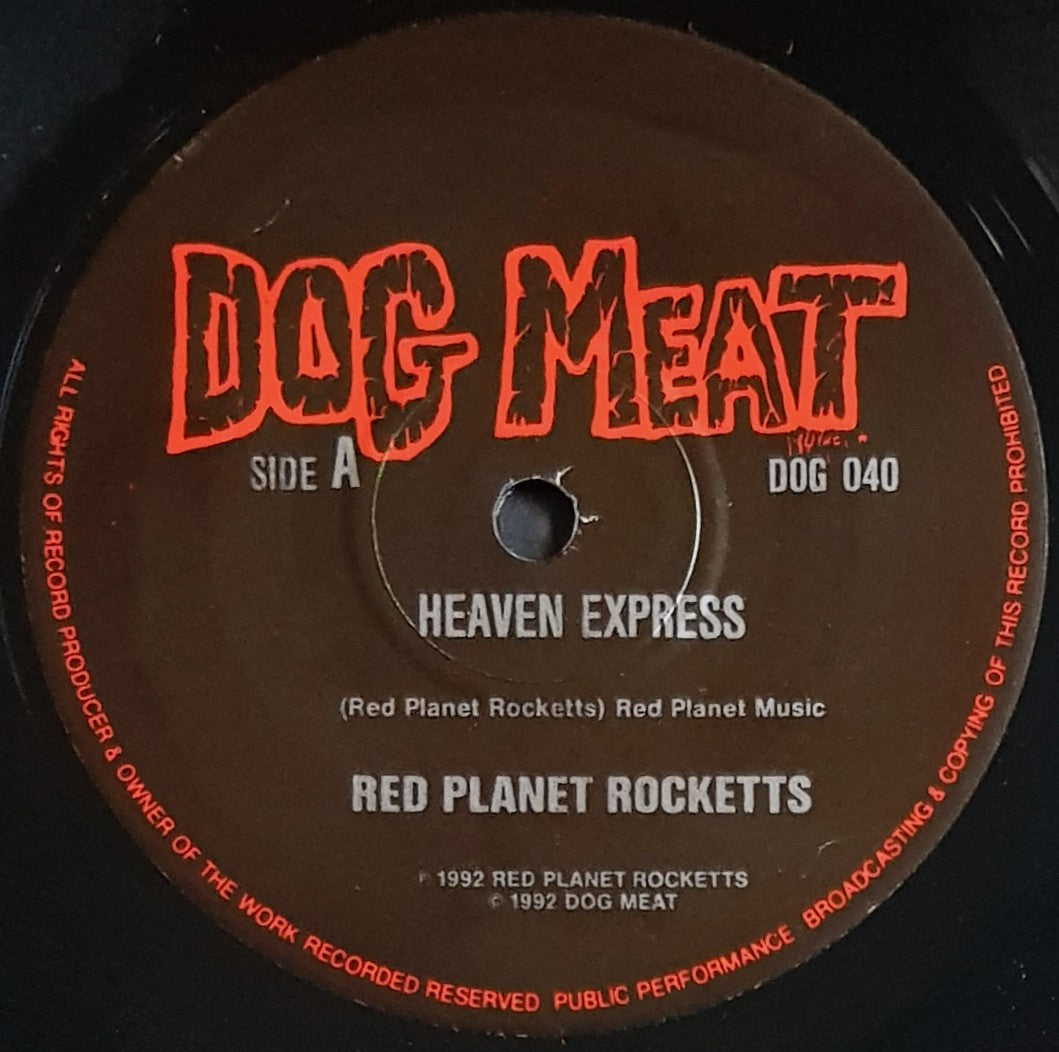 DOG MEAT
SIDE A
DOG 040
HEAVEN EXPRESS
(Red Planet Rocketts) Red Planet Music
RED PLANET ROCKETTS
℗ 1992 RED PLANET ROCKETTS
© 1992 DOG MEAT
ALL RIGHTS OF RECORD PRODUCER & OWNER OF THE WORK RECORDED RESERVED PUBLIC PERFORMANCE BROADCASTING & COPYING OF THIS RECORD PROHIBITED